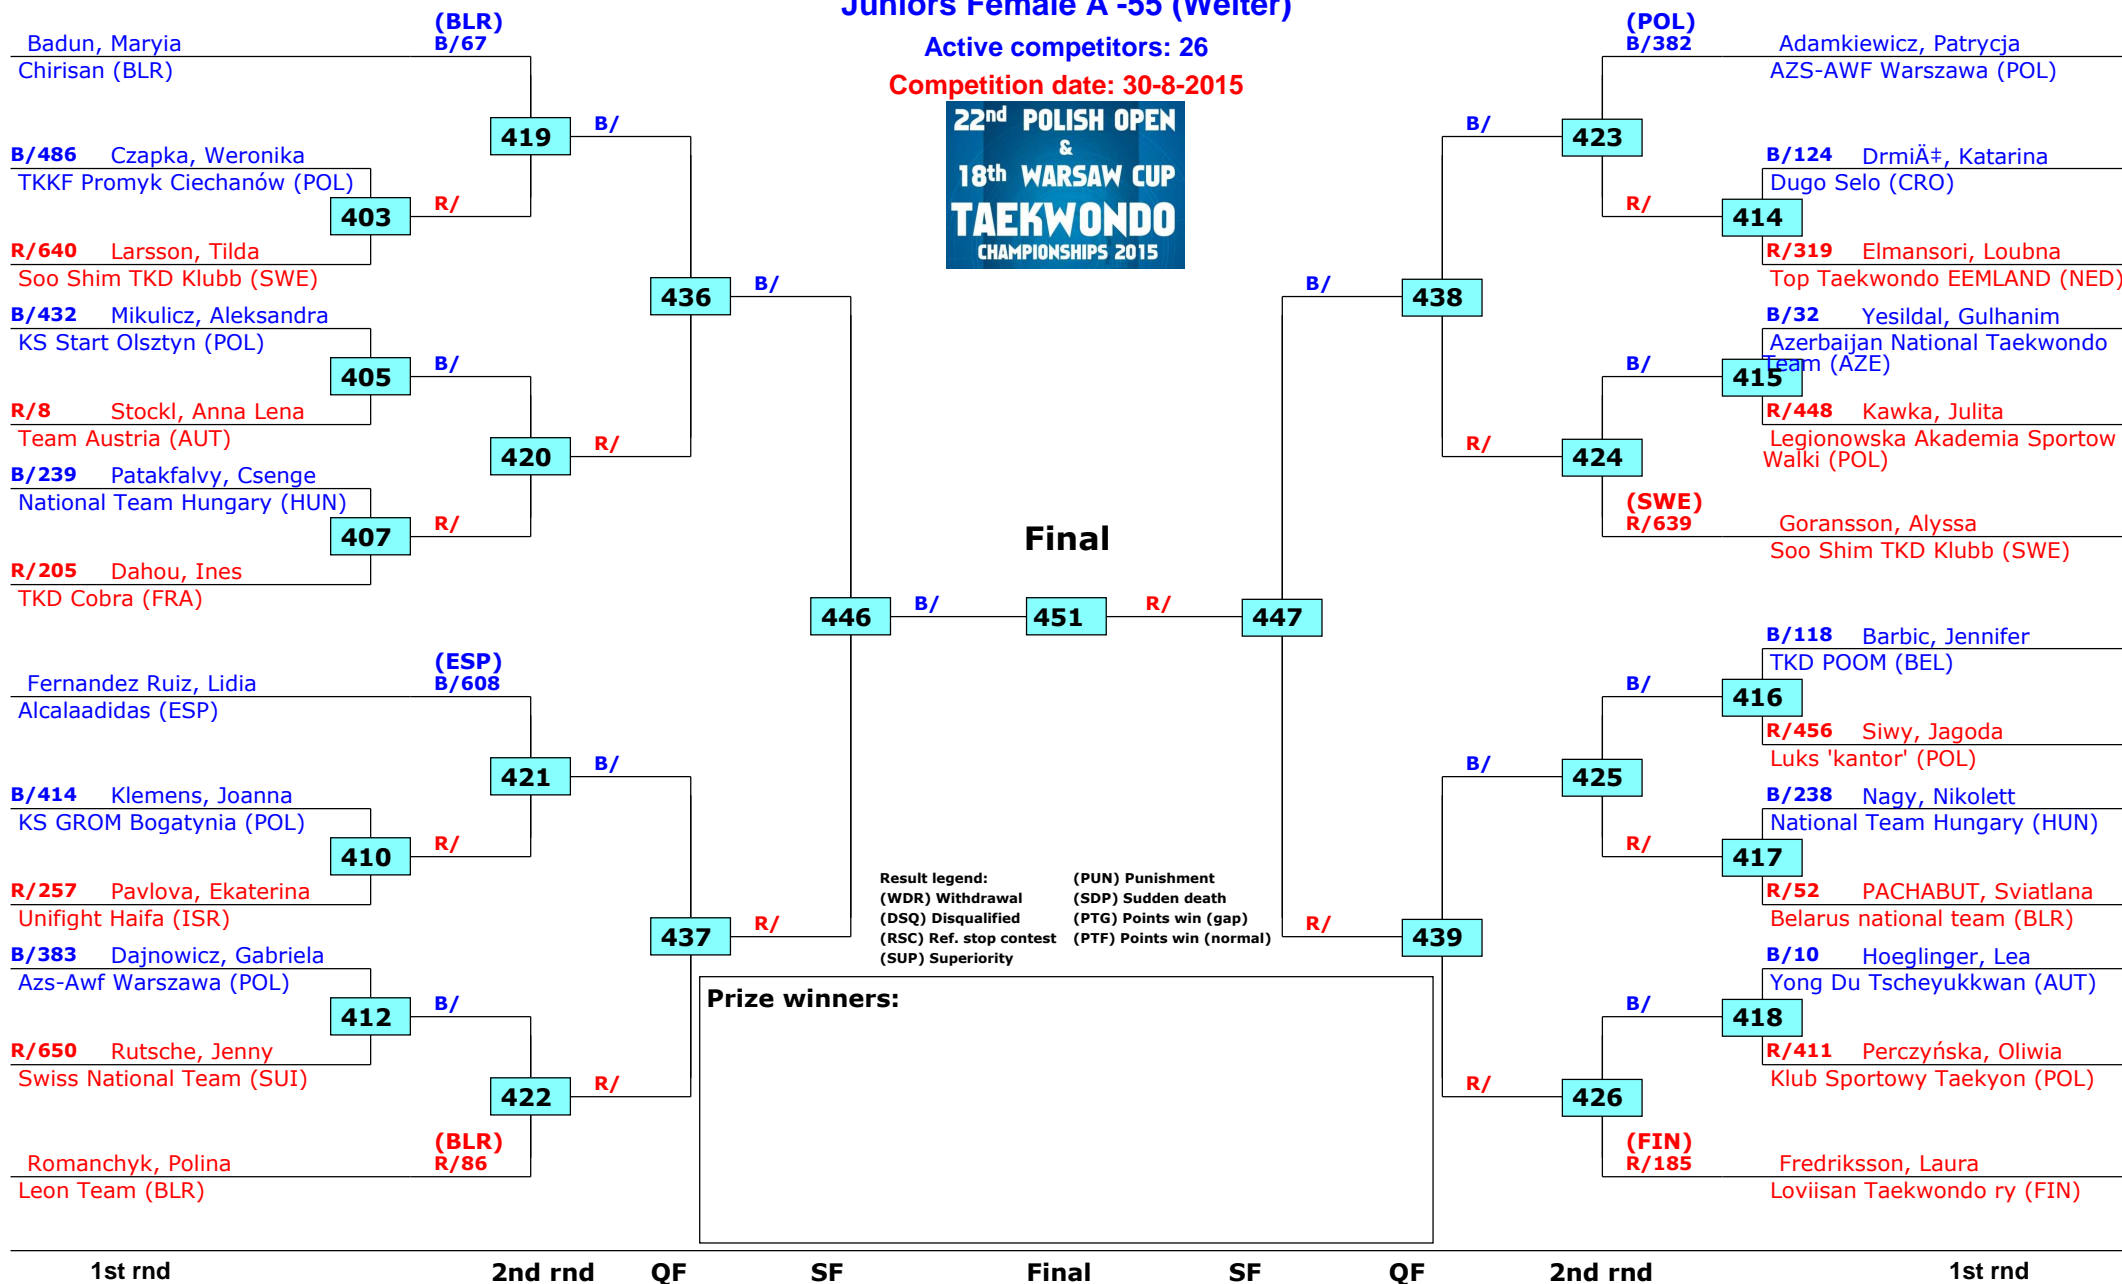 Juniors Female A -55 (Welter)
Active competitors: 26
Competition date: 30-8-2015
22nd POLISH OPEN
&
18th WARSAW CUP
TAEKWONDO
CHAMPIONSHIPS 2015
(BLR)
Badun, Maryia B/67
Chirisan (BLR)
419
B/
B/486 Czapka, Weronika
TKKF Promyk Ciechanów (POL)
403
R/
R/640 Larsson, Tilda
Soo Shim TKD Klubb (SWE)
436
B/
B/432 Mikulicz, Aleksandra
KS Start Olsztyn (POL)
405
B/
R/8 Stockl, Anna Lena
Team Austria (AUT)
420
R/
B/239 Patakfalvy, Csenge
National Team Hungary (HUN)
407
R/
R/205 Dahou, Ines
TKD Cobra (FRA)
446
B/
(ESP)
Fernandez Ruiz, Lidia B/608
Alcalaadidas (ESP)
421
B/
B/414 Klemens, Joanna
KS GROM Bogatynia (POL)
410
R/
R/257 Pavlova, Ekaterina
Unifight Haifa (ISR)
437
R/
B/383 Dajnowicz, Gabriela
Azs-Awf Warszawa (POL)
412
B/
R/650 Rutsche, Jenny
Swiss National Team (SUI)
422
R/
(BLR)
Romanchyk, Polina R/86
Leon Team (BLR)
Final
451
R/
447
(POL)
B/382 Adamkiewicz, Patrycja
AZS-AWF Warszawa (POL)
B/
423
B/124 DrmiÄ‡, Katarina
Dugo Selo (CRO)
R/
414
R/319 Elmansori, Loubna
Top Taekwondo EEMLAND (NED)
B/
438
B/32 Yesildal, Gulhanim
Azerbaijan National Taekwondo
Team (AZE)
B/
415
R/448 Kawka, Julita
Legionowska Akademia Sportow
Walki (POL)
R/
424
(SWE)
R/639 Goransson, Alyssa
Soo Shim TKD Klubb (SWE)
B/118 Barbic, Jennifer
TKD POOM (BEL)
B/
416
R/456 Siwy, Jagoda
Luks 'kantor' (POL)
B/
425
B/238 Nagy, Nikolett
National Team Hungary (HUN)
R/
417
R/52 PACHABUT, Sviatlana
Belarus national team (BLR)
R/
439
B/10 Hoeglinger, Lea
Yong Du Tscheyukkwan (AUT)
B/
418
R/411 Perczyńska, Oliwia
Klub Sportowy Taekyon (POL)
R/
426
(FIN)
R/185 Fredriksson, Laura
Loviisan Taekwondo ry (FIN)
Result legend: (PUN) Punishment
(WDR) Withdrawal (SDP) Sudden death
(DSQ) Disqualified (PTG) Points win (gap)
(RSC) Ref. stop contest (PTF) Points win (normal)
(SUP) Superiority
Prize winners:
1st rnd 2nd rnd QF SF Final SF QF 2nd rnd 1st rnd